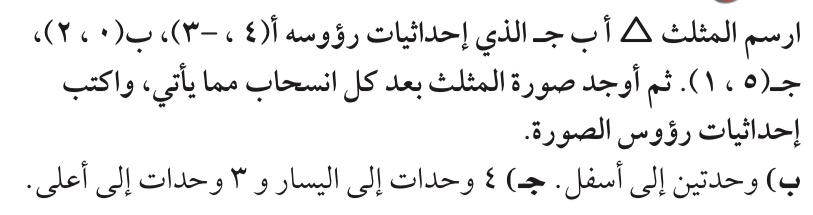 ارسم المثلث △ أ ب جـ الذي إحداثيات رؤوسه أ(٤ ، -٣)، ب(٠ ، ٢)،
جـ(٥ ، ١). ثم أوجد صورة المثلث بعد كل انسحاب مما يأتي، واكتب
إحداثيات رؤوس الصورة.
ب) وحدتين إلى أسفل. جـ) ٤ وحدات إلى اليسار و ٣ وحدات إلى أعلى.